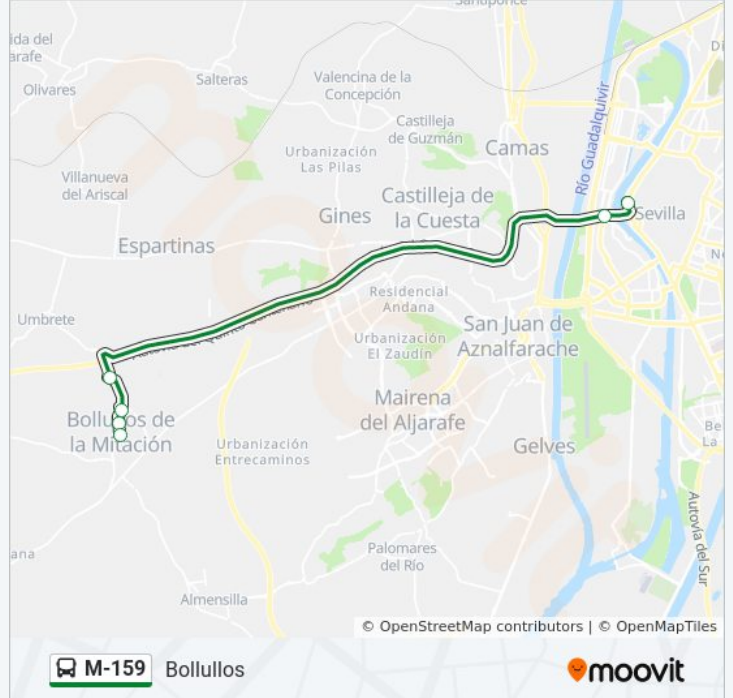 Santiponce
ida del
arafe
Olivares
Salteras
Valencina de la
Concepción
Castilleja
de Guzmán
Camas
Río Guadalquivir
Urbanización
Las Pilas
Villanueva
del Ariscal
Castilleja de
la Cuesta
Gines
Sevilla
Espartinas
Residencial
Andana
Umbrete
San Juan de
Aznalfarache
Urbanización
El Zaudín
Mairena
del Aljarafe
Bollullos de
la Mitación
Urbanización
Entrecaminos
Gelves
Be
La
Autovía del Sur
ana
Palomares
del Río
Almensilla
© OpenStreetMap contributors | © OpenMapTiles
M-159 Bollullos
moovit